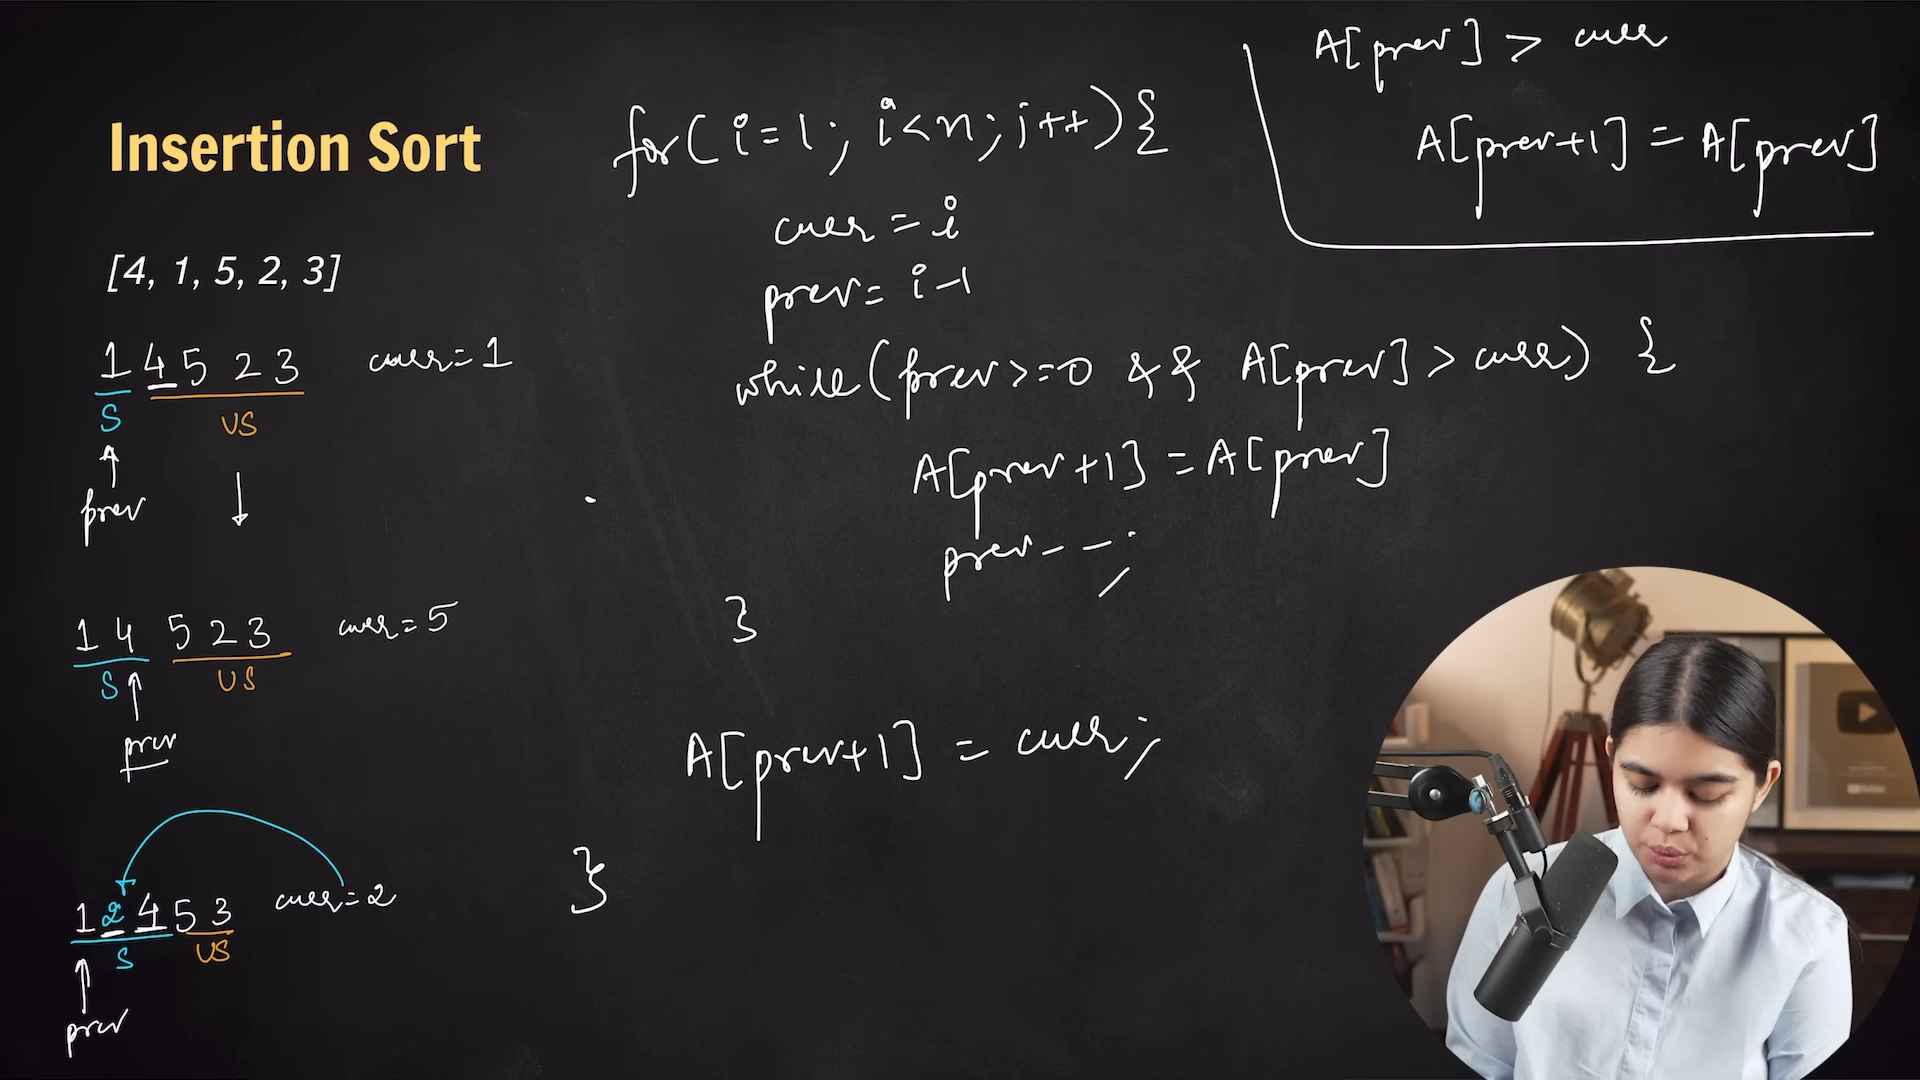 Insertion Sort
[4, 1, 5, 2, 3]
1 4 5 2 3 curr = 1
S US
prev
1 4 5 2 3 curr = 5
S US
prev
1 2 4 5 3 curr = 2
S US
prev
for( i = 1; i < n; i++ ) {
curr = i
prev = i - 1
while ( prev >= 0 && A[prev] > curr ) {
A[prev + 1] = A[prev]
prev--;
}
A[prev+1] = curr;
}
A[prev] > curr
A[prev+1] = A[prev]